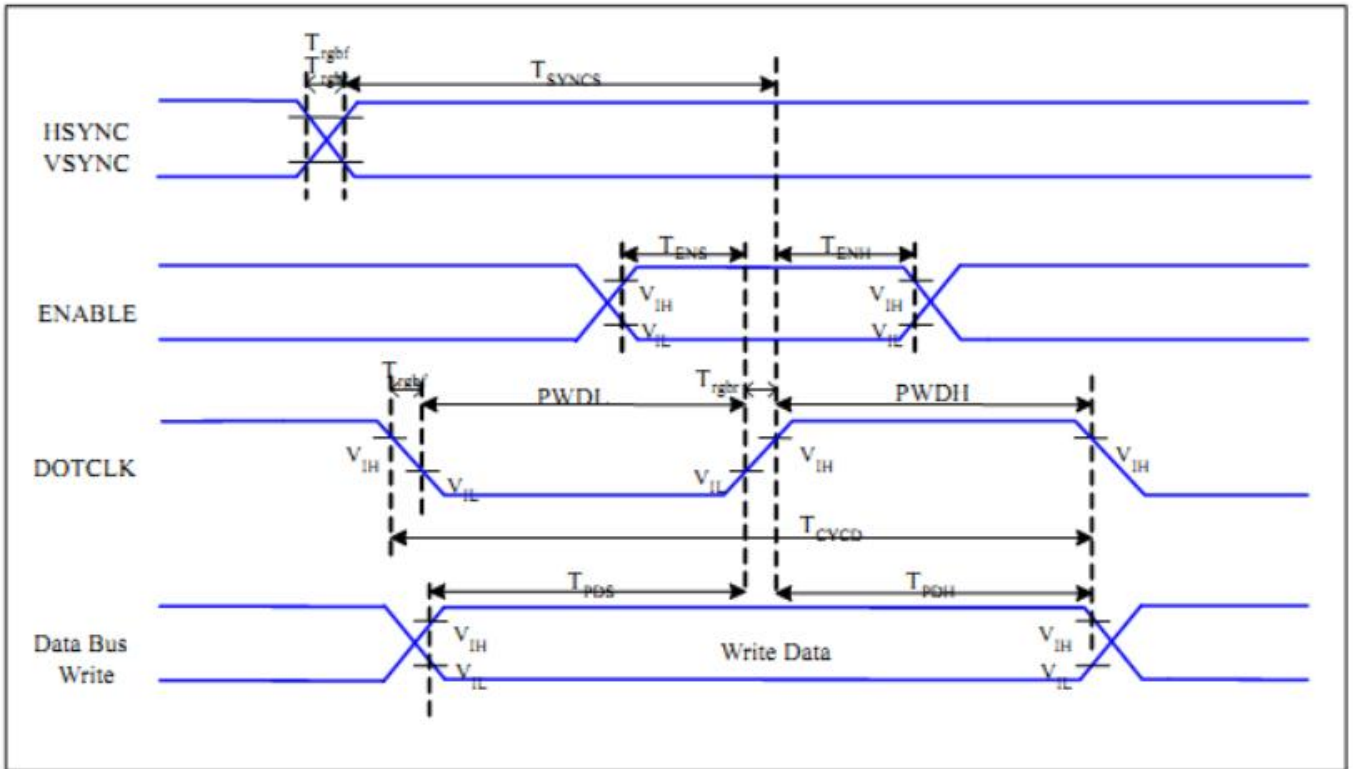 Trgbf
Trgbr TSYNCS
HSYNC
VSYNC
TENS TENH
VIH VIH
ENABLE
VIL VIL
Trgbf Trgbr
PWDL PWDH
VIH VIH VIH
DOTCLK
VIL VIL
TCYCD
TPDS TPDH
Data Bus
Write
VIH Write Data VIH
VIL VIL